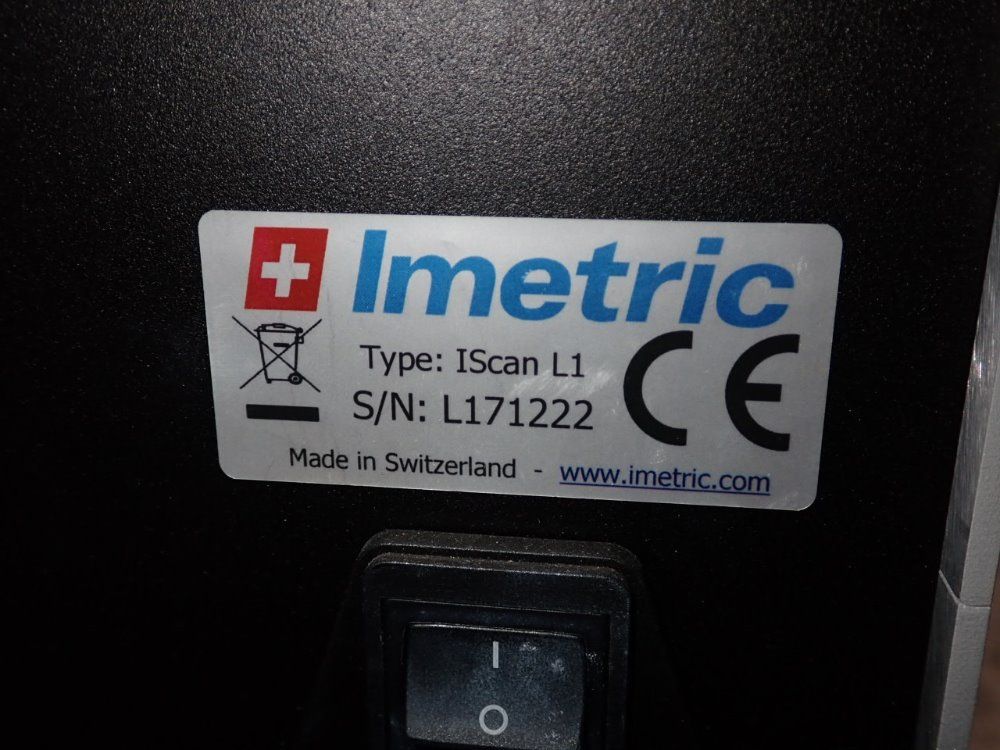 Imetric
Type: IScan L1
S/N: L171222
CE
Made in Switzerland - www.imetric.com
I
O